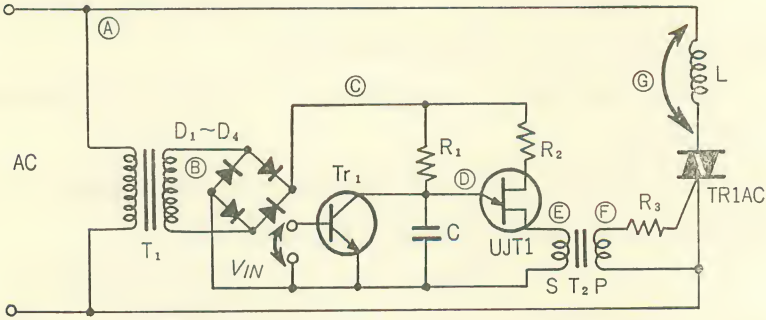 Ⓐ
Ⓖ
L
Ⓒ
D₁~D₄
R₁
R₂
AC
Ⓑ
Tr₁
Ⓓ
TR1AC
R₃
Ⓔ
Ⓕ
T₁
C
UJT1
V_IN
S T₂ P